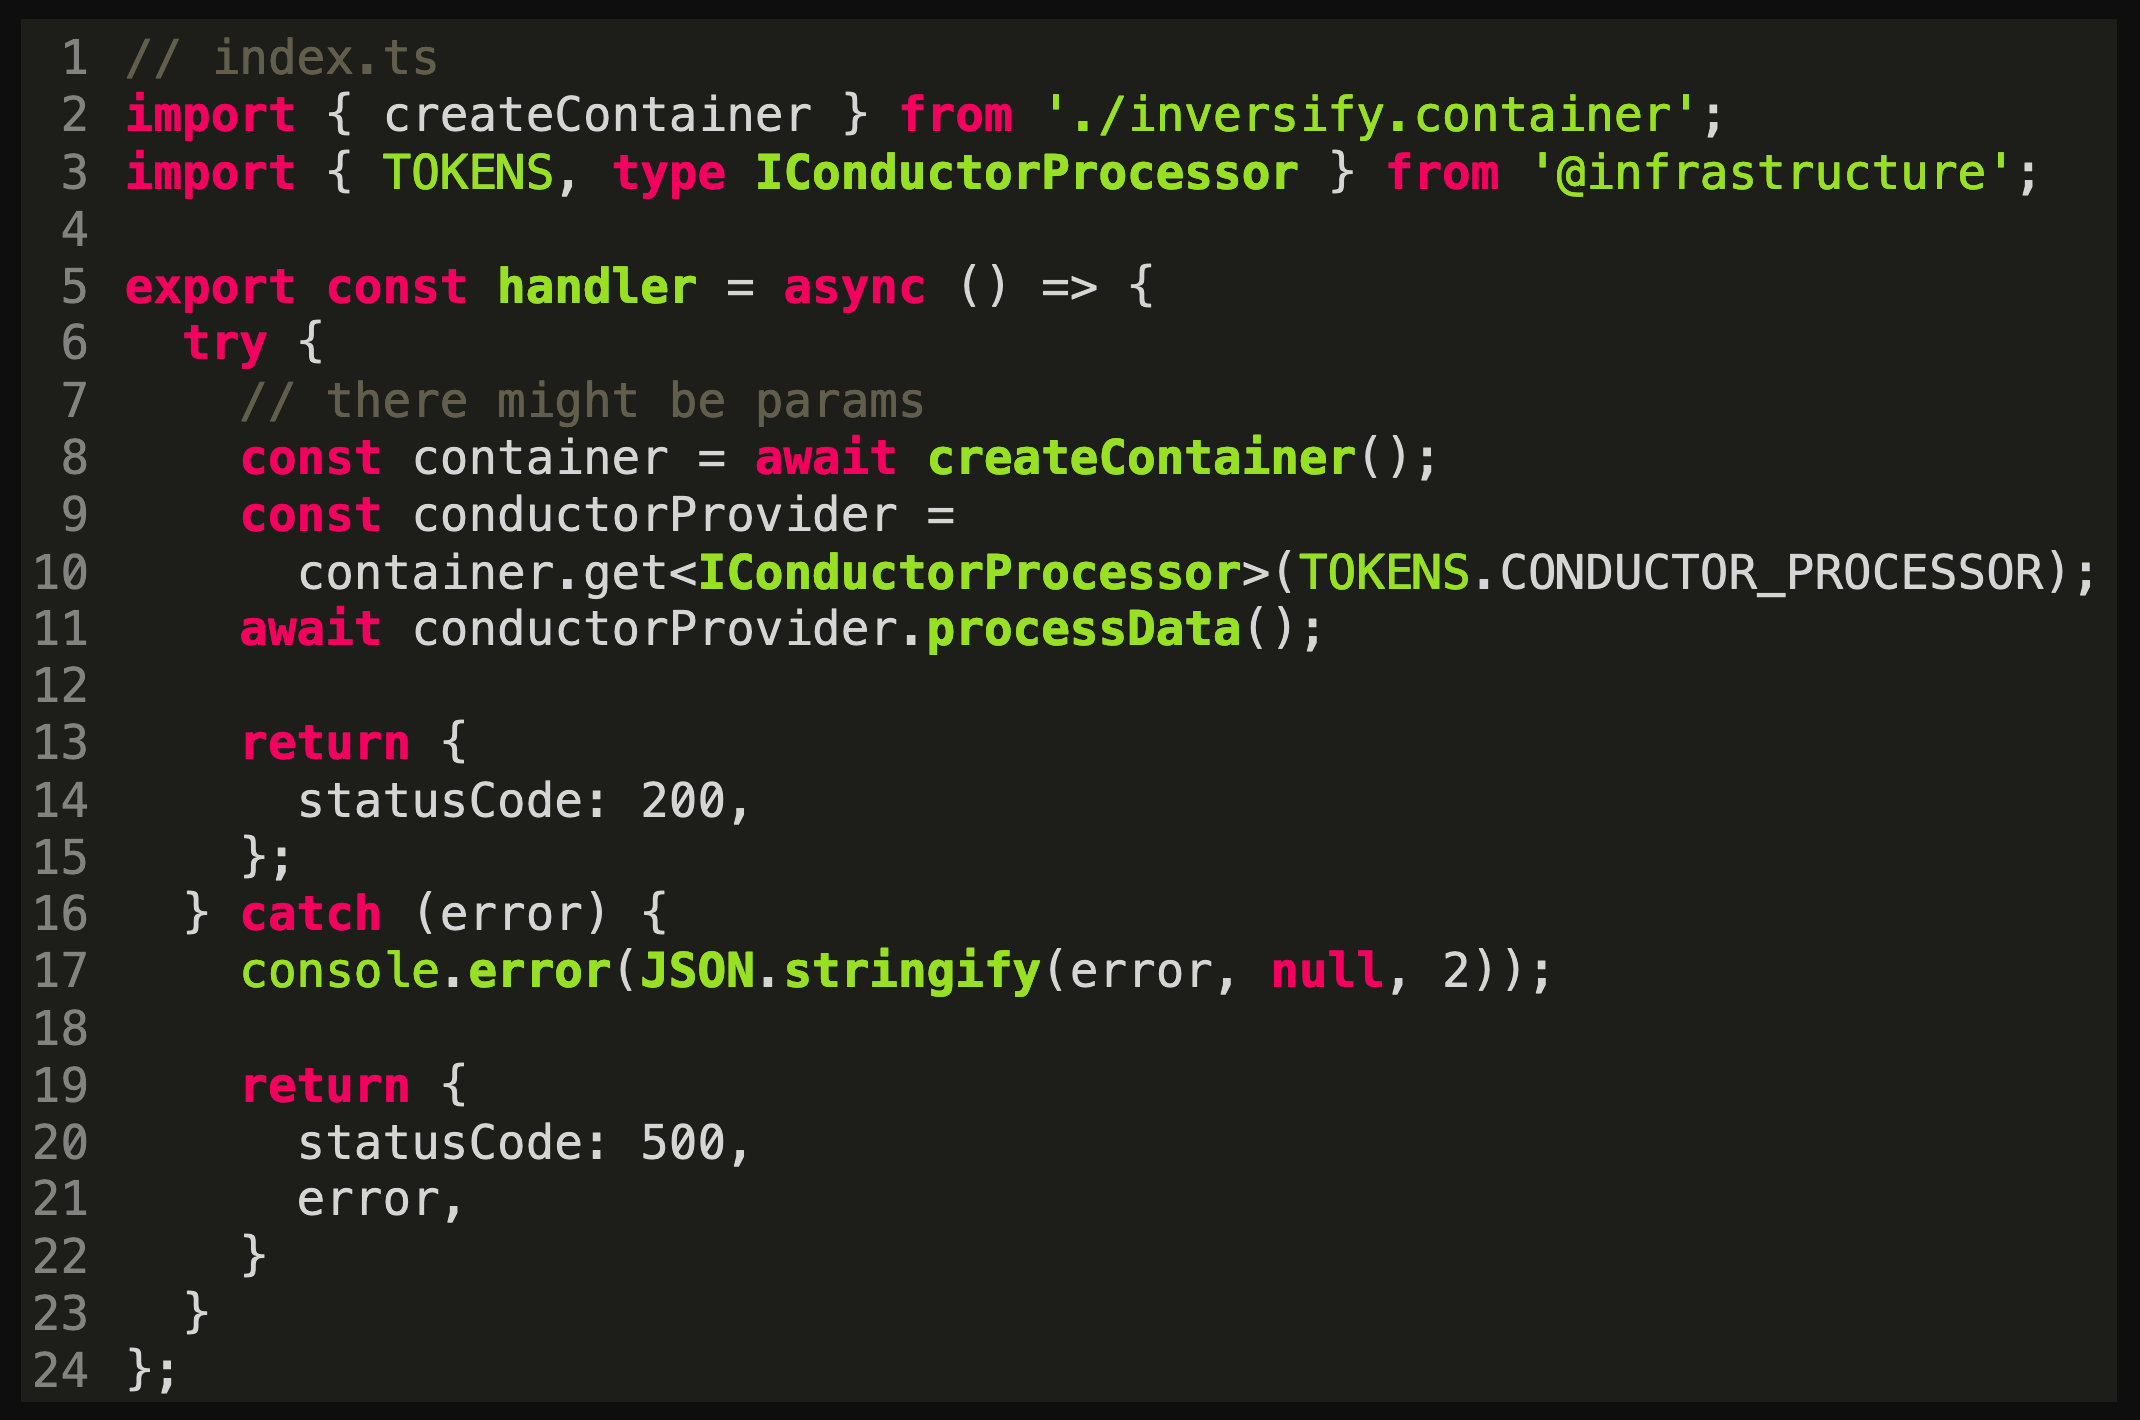 1 // index.ts
2 import { createContainer } from './inversify.container';
3 import { TOKENS, type IConductorProcessor } from '@infrastructure';
4
5 export const handler = async () => {
6   try {
7     // there might be params
8     const container = await createContainer();
9     const conductorProvider =
10       container.get<IConductorProcessor>(TOKENS.CONDUCTOR_PROCESSOR);
11     await conductorProvider.processData();
12
13     return {
14       statusCode: 200,
15     };
16   } catch (error) {
17     console.error(JSON.stringify(error, null, 2));
18
19     return {
20       statusCode: 500,
21       error,
22     }
23   }
24 };